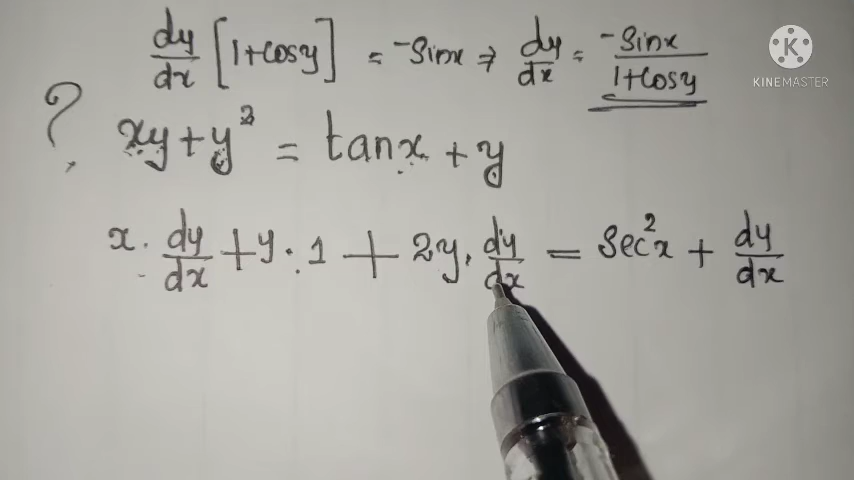 dy/dx [1+cosy] = -Sinx ⇒ dy/dx = -Sinx/1+cosy
K
KINEMASTER
? xy + y² = tanx + y
x · dy/dx + y · 1 + 2y · dy/dx = Sec²x + dy/dx